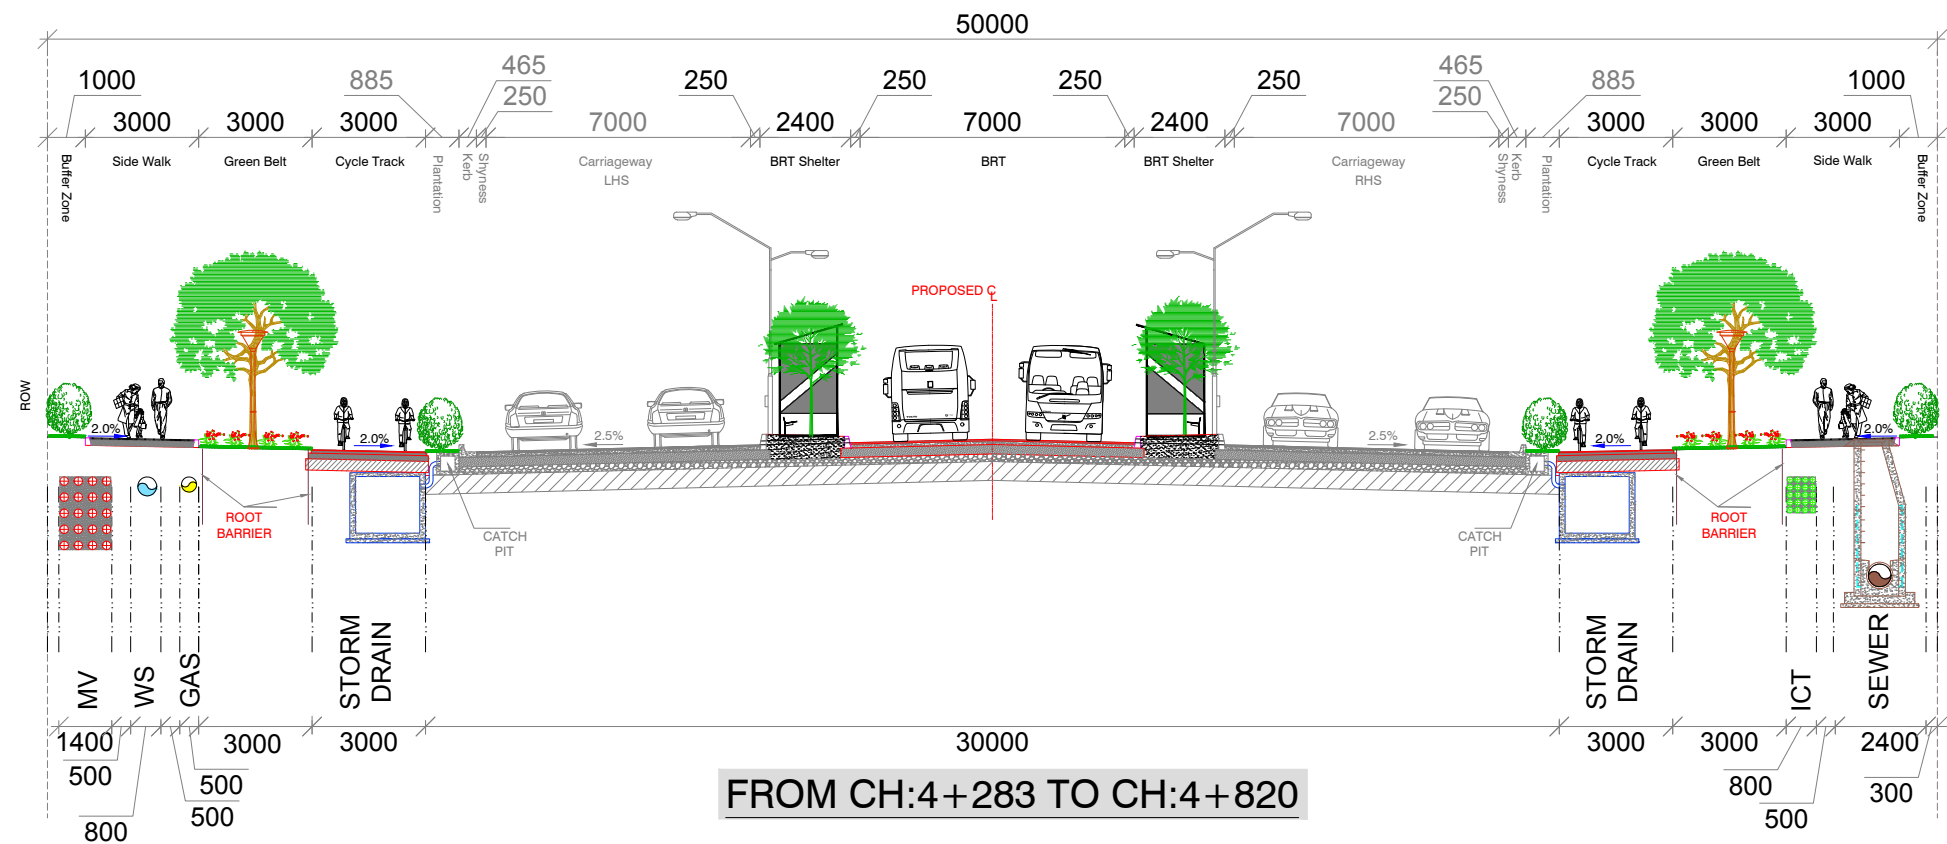 50000
1000
885
465
250
250
250
250
250
465
250
885
1000
3000
3000
3000
7000
2400
7000
2400
7000
3000
3000
3000
Buffer Zone
Side Walk
Green Belt
Cycle Track
Plantation
Kerb
Shyness
Carriageway
LHS
BRT Shelter
BRT
BRT Shelter
Carriageway
RHS
Shyness
Kerb
Plantation
Cycle Track
Green Belt
Side Walk
Buffer Zone
PROPOSED CL
ROW
2.0%
2.0%
2.5%
2.5%
2.0%
2.0%
ROOT
BARRIER
CATCH
PIT
CATCH
PIT
ROOT
BARRIER
MV
WS
GAS
STORM
DRAIN
STORM
DRAIN
ICT
SEWER
1400
500
800
500
500
3000
3000
30000
3000
3000
800
500
2400
300
FROM CH:4+283 TO CH:4+820